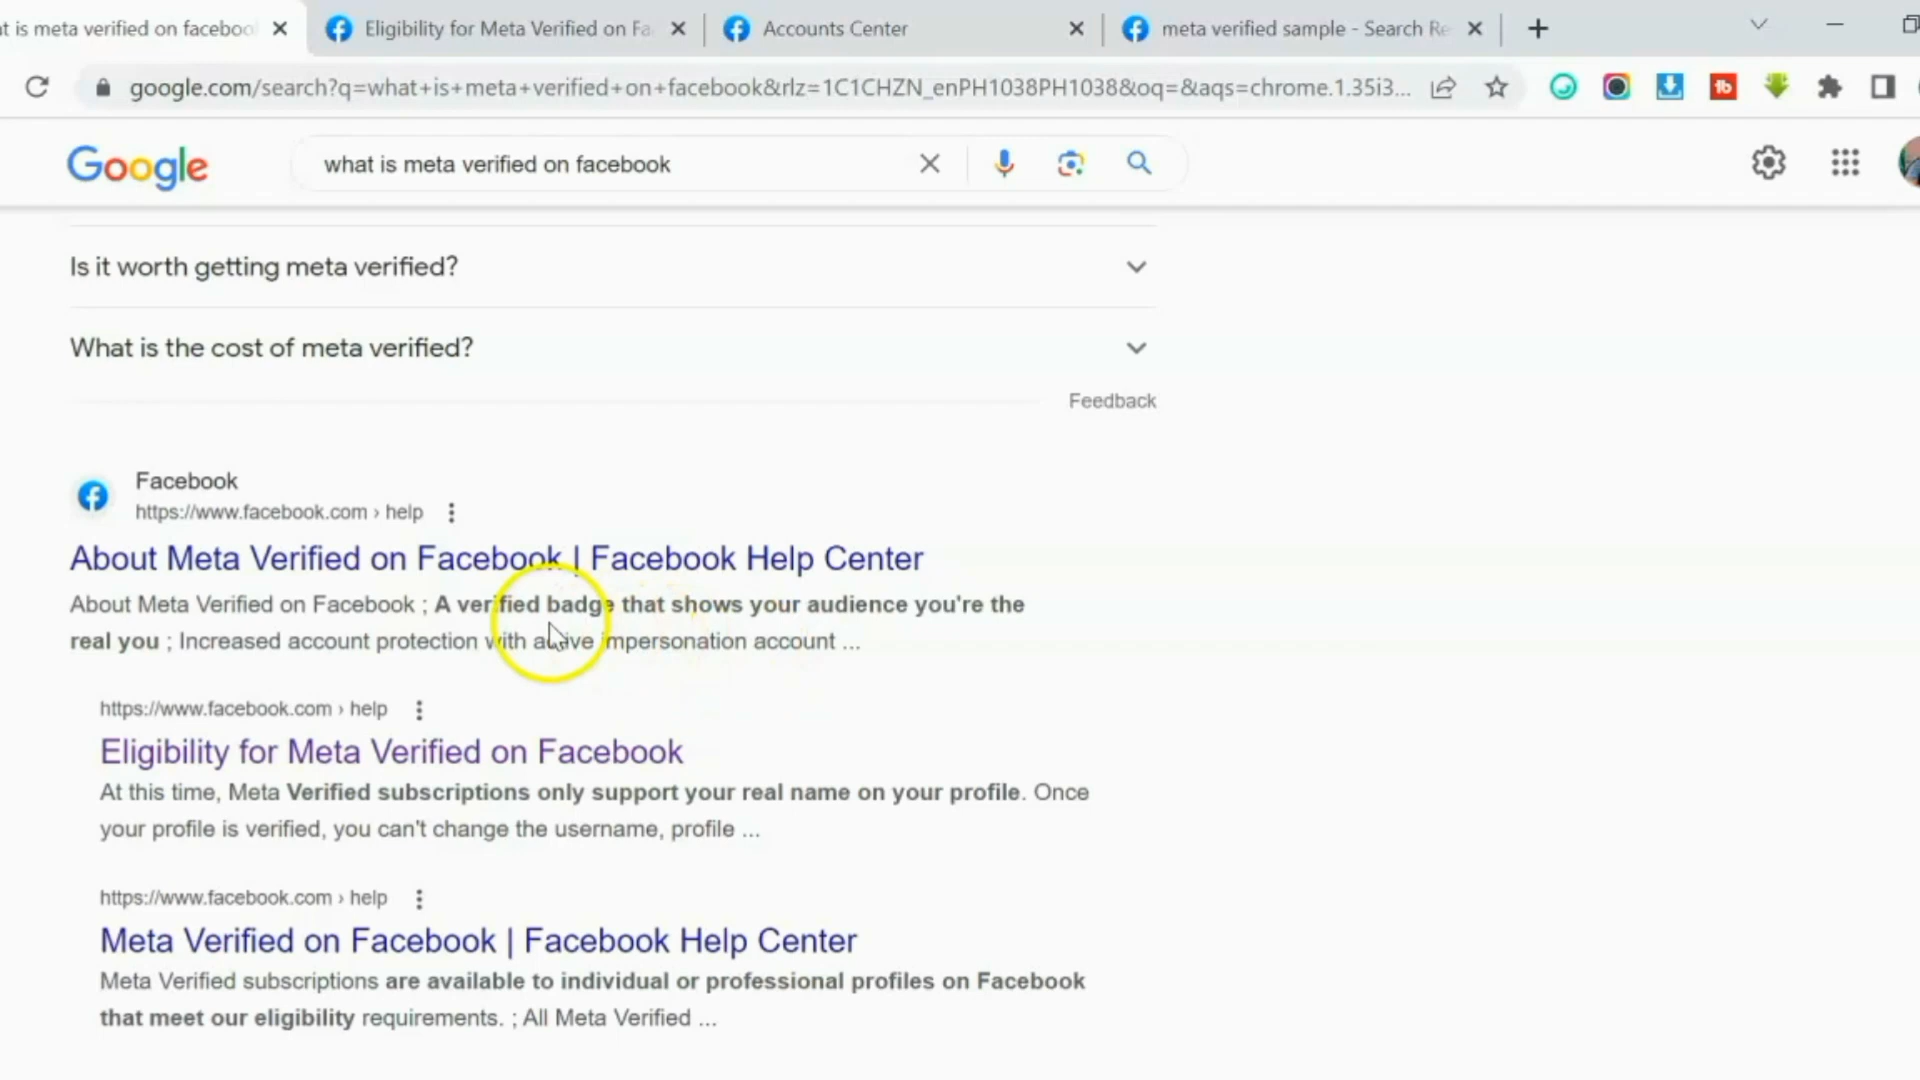 t is meta verified on faceboo
Eligibility for Meta Verified on Fa
Accounts Center
meta verified sample - Search Re
google.com/search?q=what+is+meta+verified+on+facebook&rlz=1C1CHZN_enPH1038PH1038&oq=&aqs=chrome.1.35i3...
Google
what is meta verified on facebook
Is it worth getting meta verified?
What is the cost of meta verified?
Feedback
Facebook
https://www.facebook.com › help
About Meta Verified on Facebook | Facebook Help Center
About Meta Verified on Facebook ; A verified badge that shows your audience you're the
real you ; Increased account protection with active impersonation account ...
https://www.facebook.com › help
Eligibility for Meta Verified on Facebook
At this time, Meta Verified subscriptions only support your real name on your profile. Once
your profile is verified, you can't change the username, profile ...
https://www.facebook.com › help
Meta Verified on Facebook | Facebook Help Center
Meta Verified subscriptions are available to individual or professional profiles on Facebook
that meet our eligibility requirements. ; All Meta Verified ...